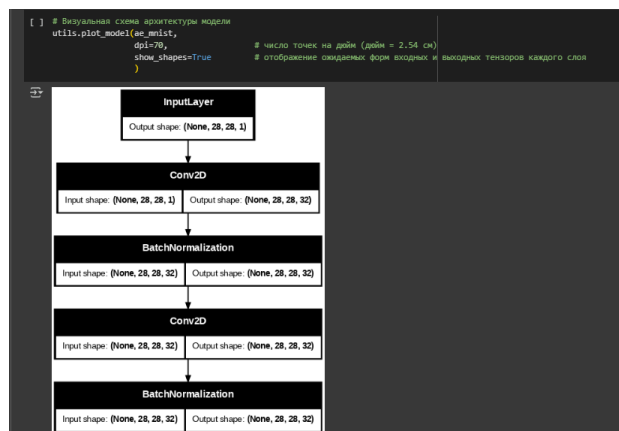 [ ] # Визуальная схема архитектуры модели
utils.plot_model(ae_mnist,
dpi=70, # число точек на дюйм (дюйм = 2.54 см)
show_shapes=True # отображение ожидаемых форм входных и выходных тензоров каждого слоя
)
InputLayer
Output shape: (None, 28, 28, 1)
Conv2D
Input shape: (None, 28, 28, 1) Output shape: (None, 28, 28, 32)
BatchNormalization
Input shape: (None, 28, 28, 32) Output shape: (None, 28, 28, 32)
Conv2D
Input shape: (None, 28, 28, 32) Output shape: (None, 28, 28, 32)
BatchNormalization
Input shape: (None, 28, 28, 32) Output shape: (None, 28, 28, 32)